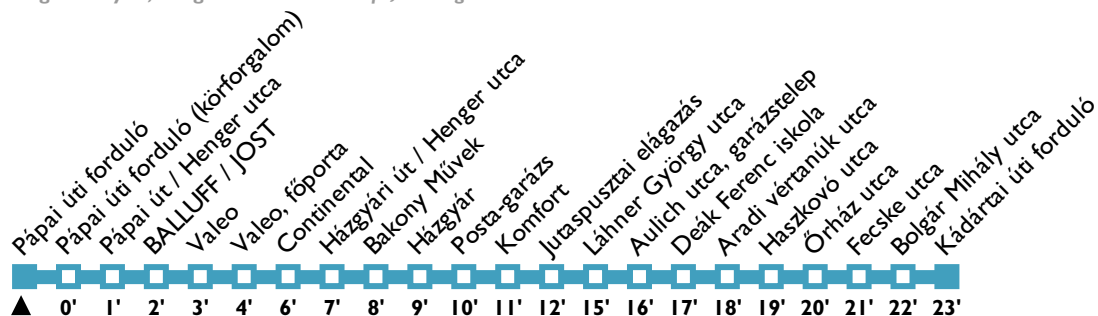 Pápai úti forduló
Pápai úti forduló (körforgalom)
Pápai út / Henger utca
BALLUFF / JOST
Valeo
Valeo, főporta
Continental
Házgyári út / Henger utca
Bakony Művek
Házgyár
Posta-garázs
Komfort
Jutaspusztai elágazás
Láhner György utca
Aulich utca, garázstelep
Deák Ferenc iskola
Aradi vértanúk utca
Haszkovó utca
Őrház utca
Fecske utca
Bolgár Mihály utca
Kádártai úti forduló
▲ 0' 1' 2' 3' 4' 6' 7' 8' 9' 10' 11' 12' 15' 16' 17' 18' 19' 20' 21' 22' 23'